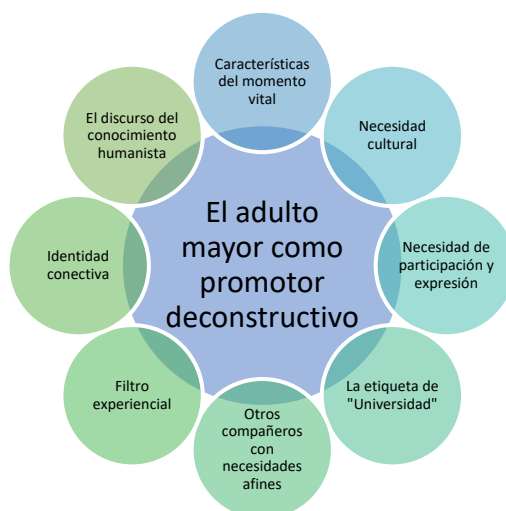 Características
del momento
vital
Necesidad
cultural
Necesidad de
participación y
expresión
La etiqueta de
"Universidad"
Otros
compañeros
con
necesidades
afines
Filtro
experiencial
Identidad
conectiva
El discurso del
conocimiento
humanista
El adulto
mayor como
promotor
deconstructivo